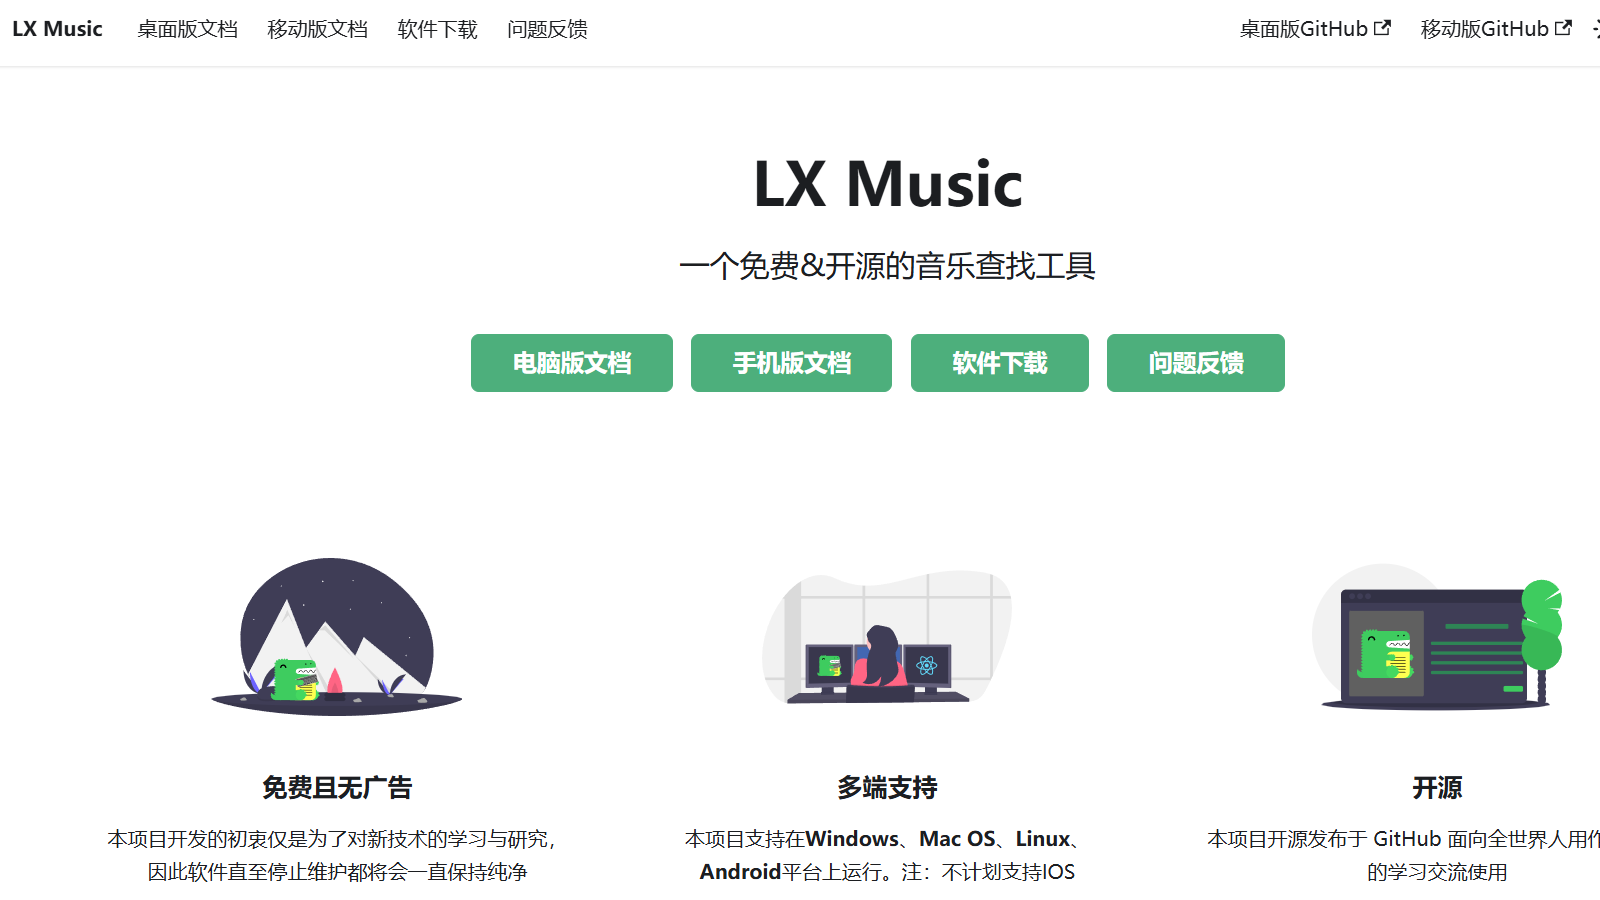 LX Music 桌面版文档 移动版文档 软件下载 问题反馈 桌面版GitHub 移动版GitHub
LX Music
一个免费&开源的音乐查找工具
电脑版文档 手机版文档 软件下载 问题反馈
免费且无广告
本项目开发的初衷仅是为了对新技术的学习与研究，
因此软件直至停止维护都将会一直保持纯净
多端支持
本项目支持在Windows、Mac OS、Linux、
Android平台上运行。注：不计划支持IOS
开源
本项目开源发布于 GitHub 面向全世界人用作
的学习交流使用